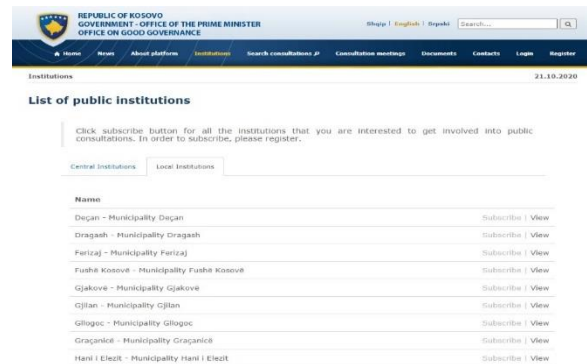 REPUBLIC OF KOSOVO
GOVERNMENT - OFFICE OF THE PRIME MINISTER
OFFICE ON GOOD GOVERNANCE
Shqip | English | Srpski
Search...
Home News About platform Institutions Search consultations Consultation meetings Documents Contacts Login Register
Institutions 21.10.2020
List of public institutions
Click subscribe button for all the institutions that you are interested to get involved into public
consultations. In order to subscribe, please register.
Central Institutions Local Institutions
Name
Deçan - Municipality Deçan Subscribe | View
Dragash - Municipality Dragash Subscribe | View
Ferizaj - Municipality Ferizaj Subscribe | View
Fushë Kosovë - Municipality Fushë Kosovë Subscribe | View
Gjakovë - Municipality Gjakovë Subscribe | View
Gjilan - Municipality Gjilan Subscribe | View
Gllogoc - Municipality Gllogoc Subscribe | View
Graçanicë - Municipality Graçanicë Subscribe | View
Hani i Elezit - Municipality Hani i Elezit Subscribe | View